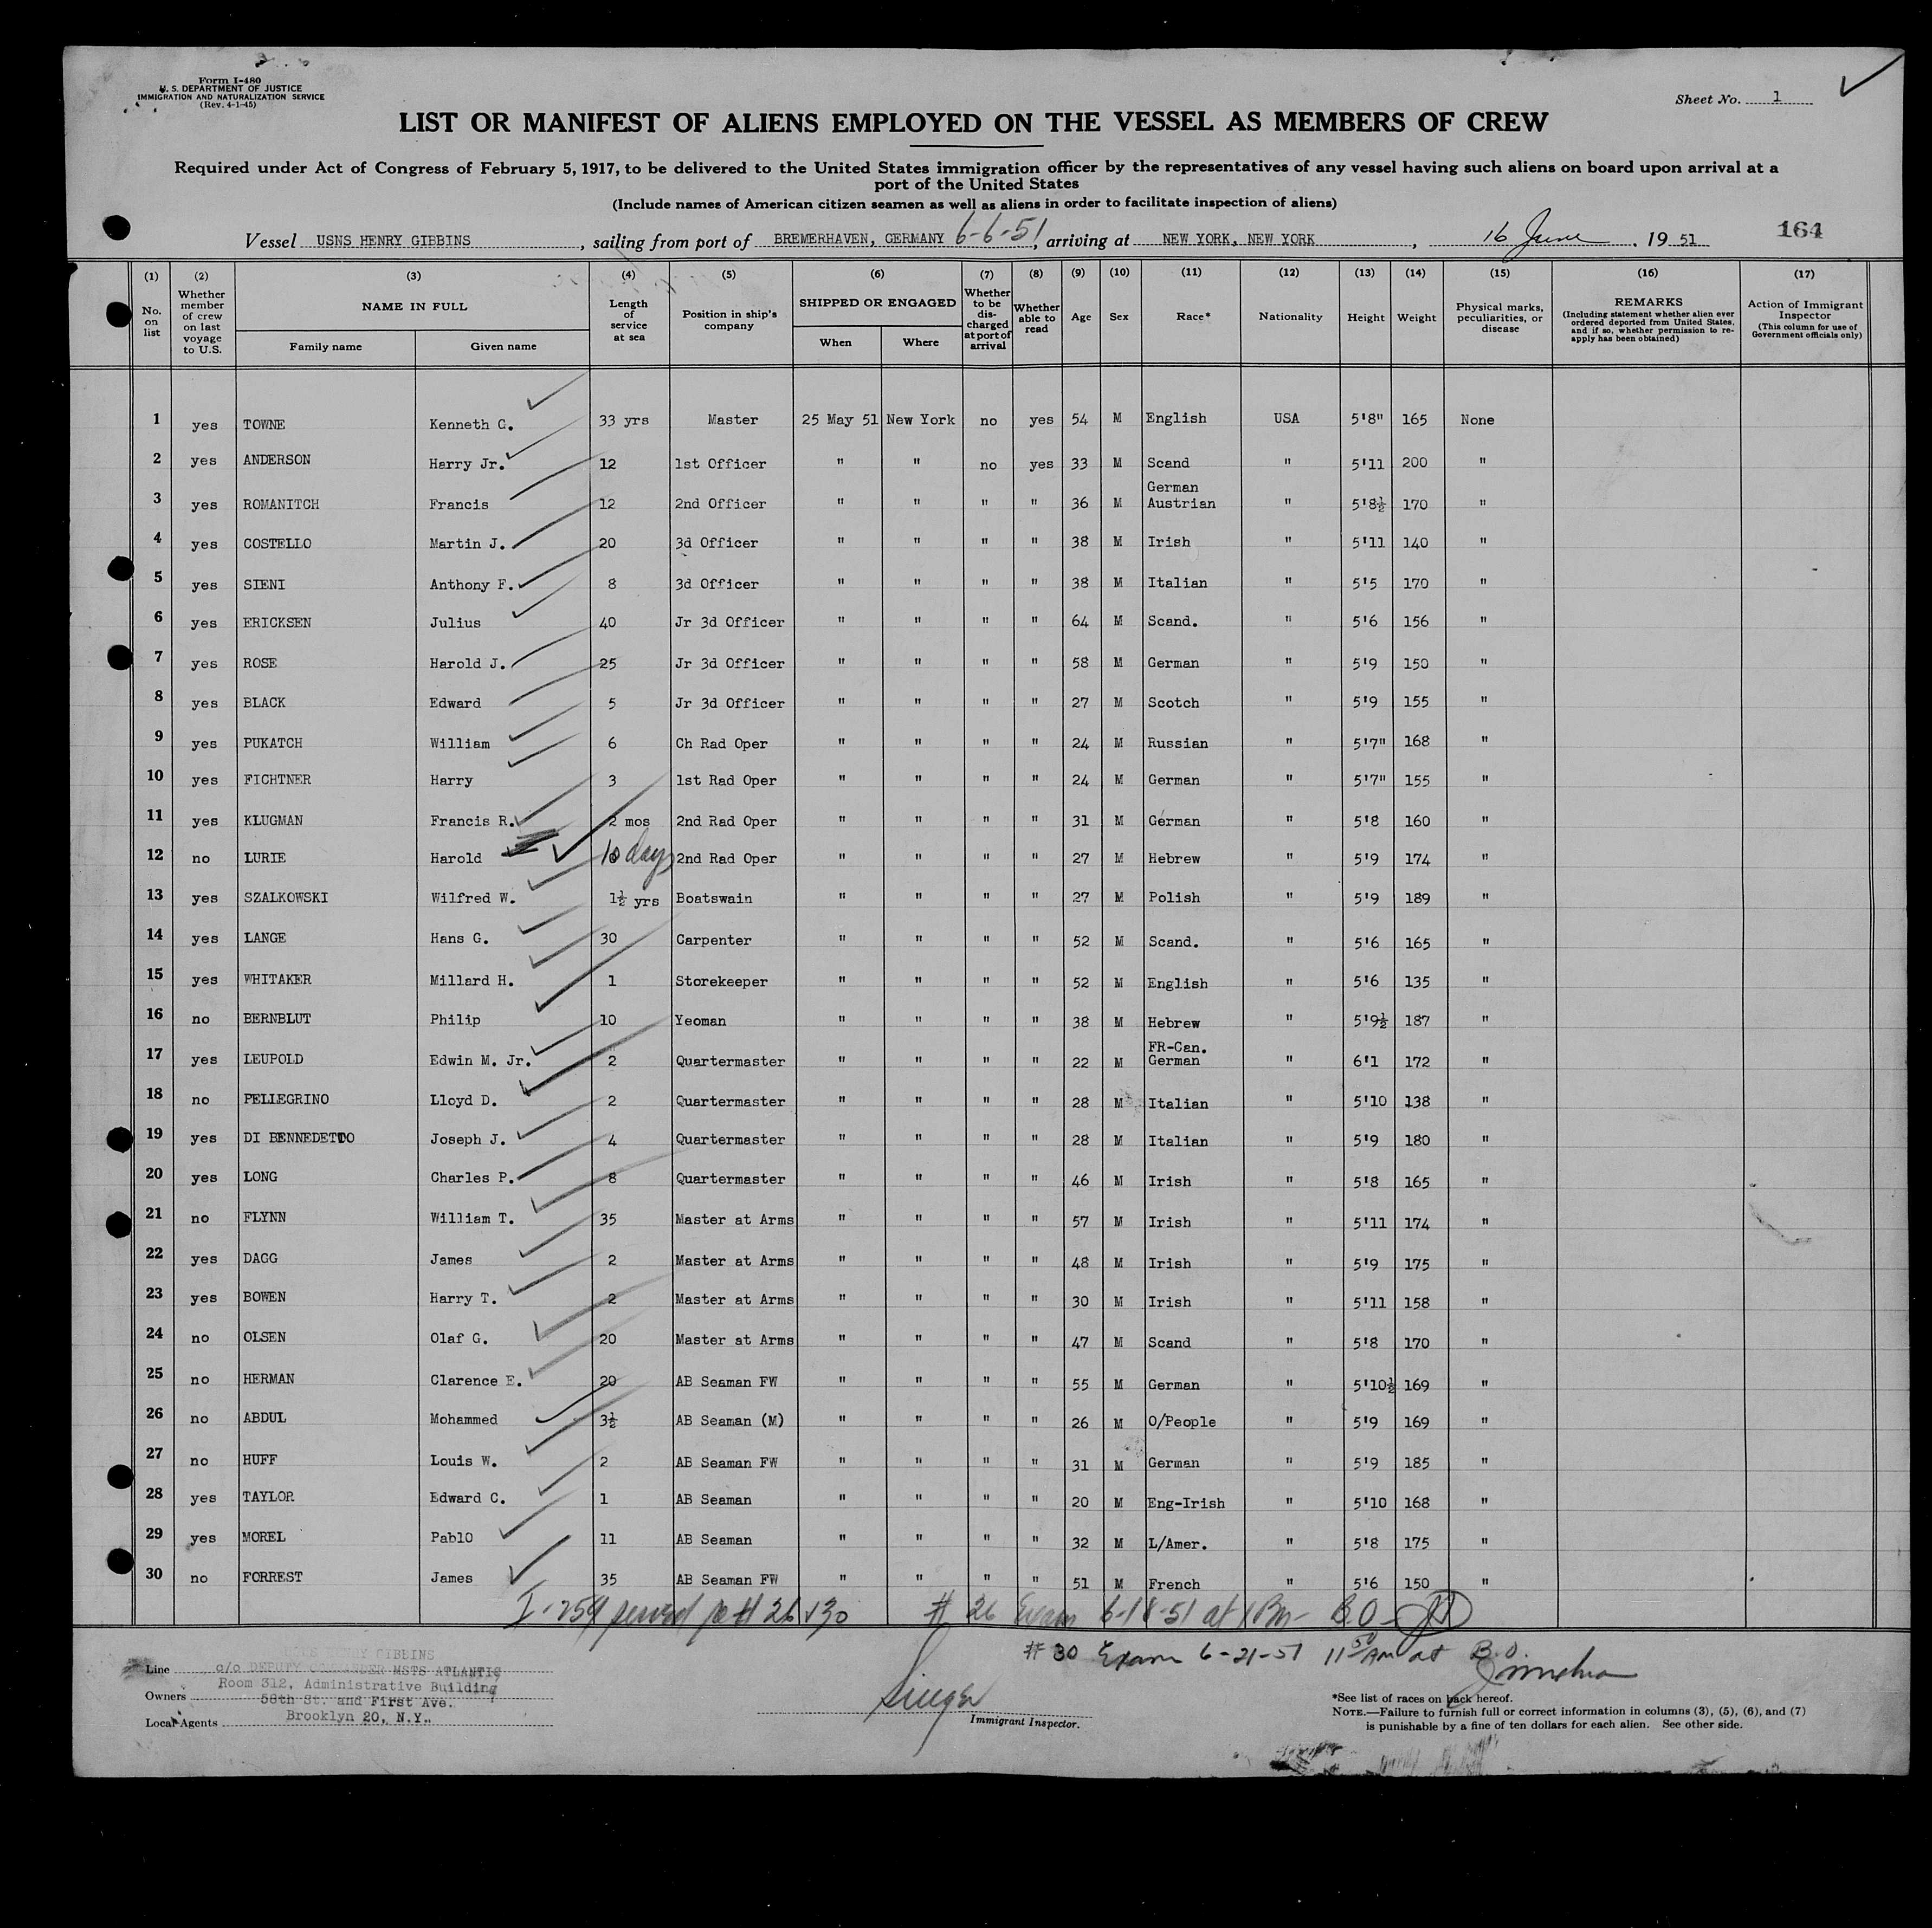 Form I-480
U. S. DEPARTMENT OF JUSTICE
IMMIGRATION AND NATURALIZATION SERVICE
(Rev. 4-1-45)
Sheet No. 1
LIST OR MANIFEST OF ALIENS EMPLOYED ON THE VESSEL AS MEMBERS OF CREW
Required under Act of Congress of February 5, 1917, to be delivered to the United States immigration officer by the representatives of any vessel having such aliens on board upon arrival at a
port of the United States
(Include names of American citizen seamen as well as aliens in order to facilitate inspection of aliens)
Vessel USNS HENRY GIBBINS, sailing from port of BREMERHAVEN, GERMANY 6-6-51, arriving at NEW YORK, NEW YORK, 16 June, 19 51 164
(1) (2) (3) (4) (5) (6) (7) (8) (9) (10) (11) (12) (13) (14) (15) (16) (17)
No. on list Whether member of crew on last voyage to U.S. NAME IN FULL Family name Given name Length of service at sea Position in ship's company SHIPPED OR ENGAGED When Where Whether to be discharged at port of arrival Whether able to read Age Sex Race* Nationality Height Weight Physical marks, peculiarities, or disease REMARKS (Including statement whether alien ever ordered deported from United States, and if so, whether permission to re-apply has been obtained) Action of Immigrant Inspector (This column for use of Government officials only)
1 yes TOWNE Kenneth G. 33 yrs Master 25 May 51 New York no yes 54 M English USA 5'8" 165 None
2 yes ANDERSON Harry Jr. 12 1st Officer " " no yes 33 M Scand " 5'11 200 "
3 yes ROMANITCH Francis 12 2nd Officer " " " " 36 M German Austrian " 5'8½ 170 "
4 yes COSTELLO Martin J. 20 3d Officer " " " " 38 M Irish " 5'11 140 "
5 yes SIENI Anthony F. 8 3d Officer " " " " 38 M Italian " 5'5 170 "
6 yes ERICKSEN Julius 40 Jr 3d Officer " " " " 64 M Scand. " 5'6 156 "
7 yes ROSE Harold J. 25 Jr 3d Officer " " " " 58 M German " 5'9 150 "
8 yes BLACK Edward 5 Jr 3d Officer " " " " 27 M Scotch " 5'9 155 "
9 yes PUKATCH William 6 Ch Rad Oper " " " " 24 M Russian " 5'7" 168 "
10 yes FICHTNER Harry 3 1st Rad Oper " " " " 24 M German " 5'7" 155 "
11 yes KLUGMAN Francis R. 2 mos 2nd Rad Oper " " " " 31 M German " 5'8 160 "
12 no LURIE Harold 10 days 2nd Rad Oper " " " " 27 M Hebrew " 5'9 174 "
13 yes SZALKOWSKI Wilfred W. 1½ yrs Boatswain " " " " 27 M Polish " 5'9 189 "
14 yes LANGE Hans G. 30 Carpenter " " " " 52 M Scand. " 5'6 165 "
15 yes WHITAKER Millard H. 1 Storekeeper " " " " 52 M English " 5'6 135 "
16 no BERNBLUT Philip 10 Yeoman " " " " 38 M Hebrew " 5'9½ 187 "
17 yes LEUPOLD Edwin M. Jr. 2 Quartermaster " " " " 22 M FR-Can. German " 6'1 172 "
18 no PELLEGRINO Lloyd D. 2 Quartermaster " " " " 28 M Italian " 5'10 138 "
19 yes DI BENNEDETTO Joseph J. 4 Quartermaster " " " " 28 M Italian " 5'9 180 "
20 yes LONG Charles P. 8 Quartermaster " " " " 46 M Irish " 5'8 165 "
21 no FLYNN William T. 35 Master at Arms " " " " 57 M Irish " 5'11 174 "
22 yes DAGG James 2 Master at Arms " " " " 48 M Irish " 5'9 175 "
23 yes BOWEN Harry T. 2 Master at Arms " " " " 30 M Irish " 5'11 158 "
24 no OLSEN Olaf G. 20 Master at Arms " " " " 47 M Scand " 5'8 170 "
25 no HERMAN Clarence E. 20 AB Seaman FW " " " " 55 M German " 5'10½ 169 "
26 no ABDUL Mohammed 3½ AB Seaman (M) " " " " 26 M O/People " 5'9 169 "
27 no HUFF Louis W. 2 AB Seaman FW " " " " 31 M German " 5'9 185 "
28 yes TAYLOR Edward C. 1 AB Seaman " " " " 20 M Eng-Irish " 5'10 168 "
29 yes MOREL PablO 11 AB Seaman " " " " 32 M L/Amer. " 5'8 175 "
30 no FORREST James 35 AB Seaman FW " " " " 51 M French " 5'6 150 "
I-259 served # 26 30 # 26 Exam 6-18-51 at B.O.
# 30 Exam 6-21-51 11 50 AM at B.O.
HENRY GIBBINS
Line c/o DEPUTY COMMANDER MSTS ATLANTIC
Room 312, Administrative Building
Owners 58th St. and First Ave.
Local Agents Brooklyn 20, N.Y.
Singer
Immigrant Inspector.
*See list of races on back hereof.
NOTE.—Failure to furnish full or correct information in columns (3), (5), (6), and (7)
is punishable by a fine of ten dollars for each alien. See other side.